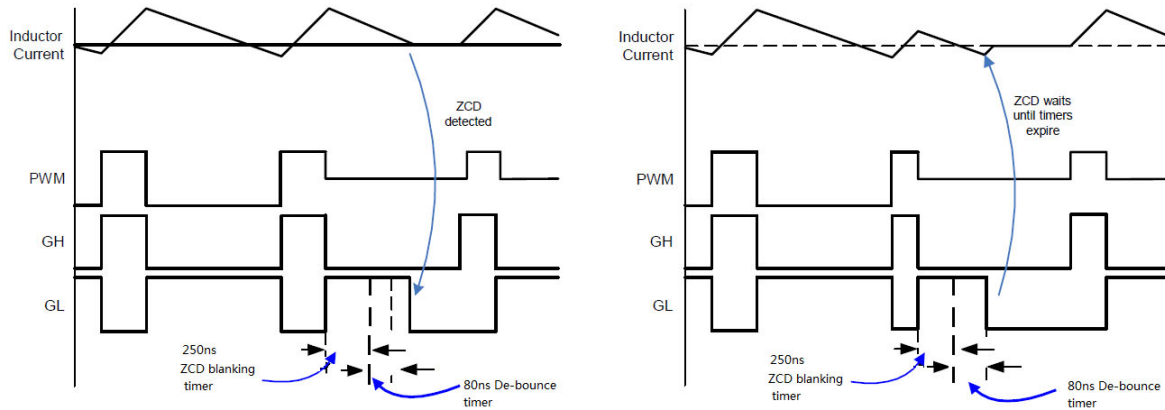 Inductor
Current
ZCD
detected
PWM
GH
GL
250ns
ZCD blanking
timer
80ns De-bounce
timer
Inductor
Current
ZCD waits
until timers
expire
PWM
GH
GL
250ns
ZCD blanking
timer
80ns De-bounce
timer